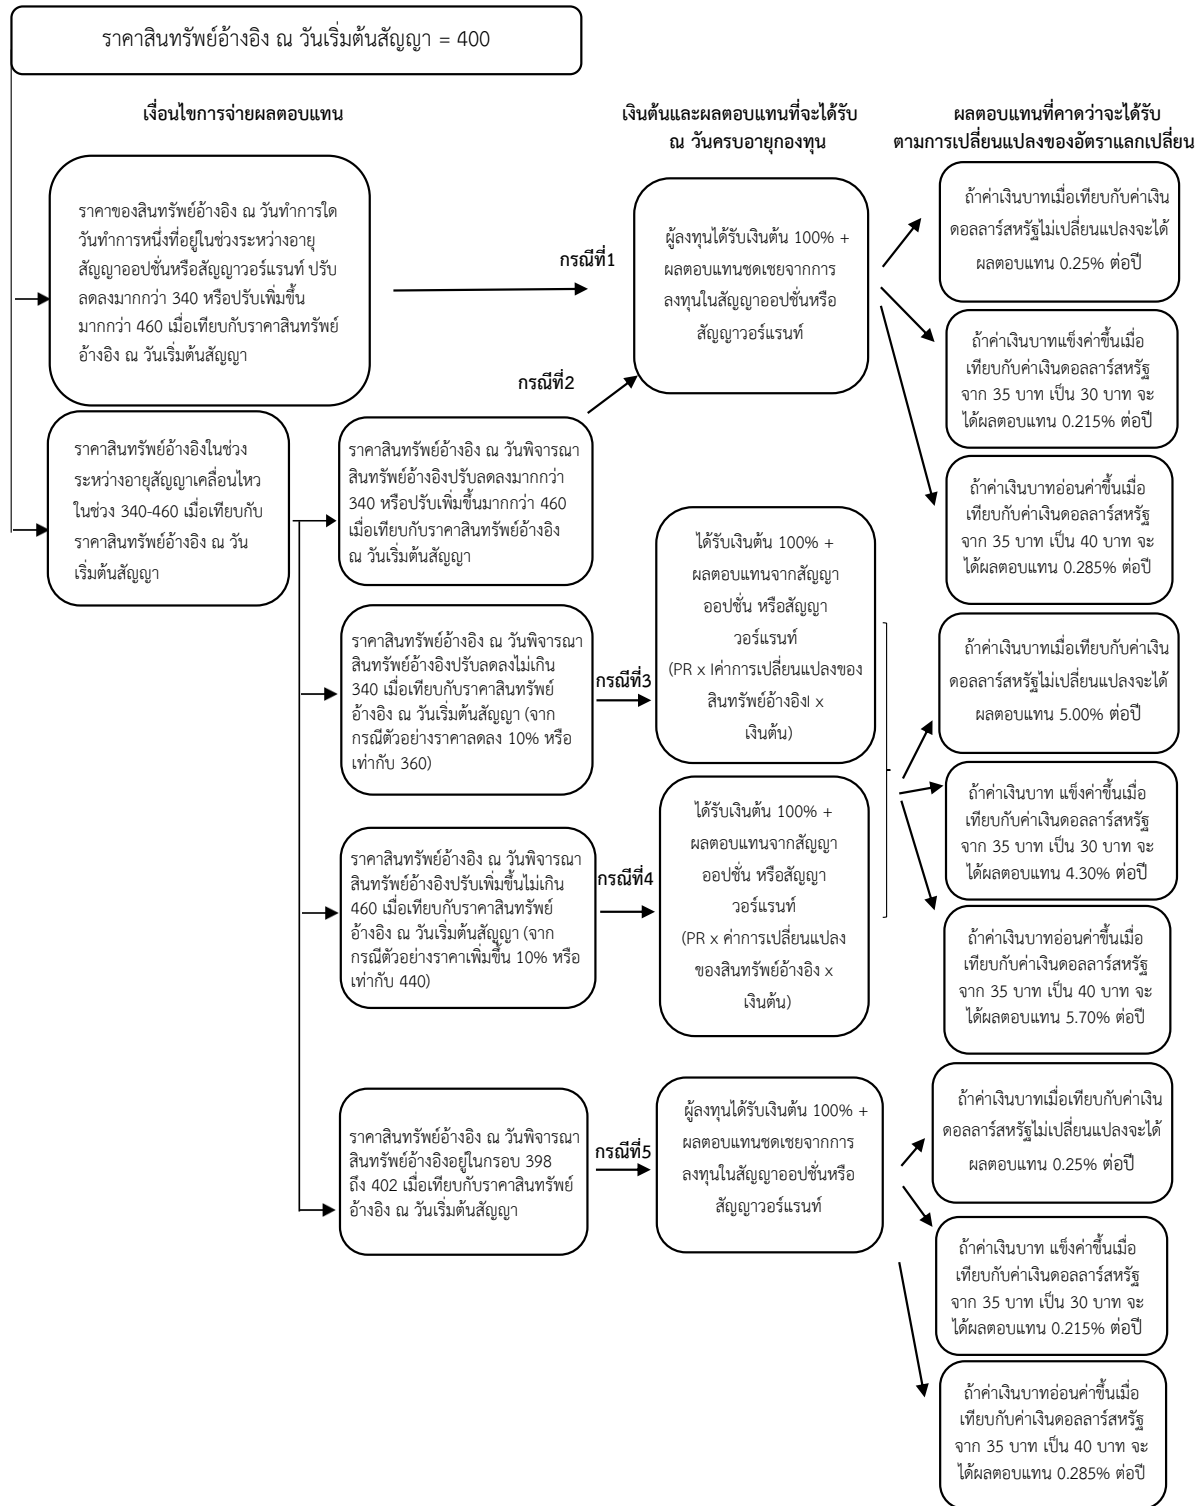 ราคาสินทรัพย์อ้างอิง ณ วันเริ่มต้นสัญญา = 400
เงื่อนไขการจ่ายผลตอบแทน
เงินต้นและผลตอบแทนที่จะได้รับ
ณ วันครบอายุกองทุน
ผลตอบแทนที่คาดว่าจะได้รับ
ตามการเปลี่ยนแปลงของอัตราแลกเปลี่ยน
ราคาของสินทรัพย์อ้างอิง ณ วันทำการใด
วันทำการหนึ่งที่อยู่ในช่วงระหว่างอายุ
สัญญาออปชั่นหรือสัญญาวอร์แรนท์ ปรับ
ลดลงมากกว่า 340 หรือปรับเพิ่มขึ้น
มากกว่า 460 เมื่อเทียบกับราคาสินทรัพย์
อ้างอิง ณ วันเริ่มต้นสัญญา
กรณีที่1
ผู้ลงทุนได้รับเงินต้น 100% +
ผลตอบแทนชดเชยจากการ
ลงทุนในสัญญาออปชั่นหรือ
สัญญาวอร์แรนท์
ถ้าค่าเงินบาทเมื่อเทียบกับค่าเงิน
ดอลลาร์สหรัฐไม่เปลี่ยนแปลงจะได้
ผลตอบแทน 0.25% ต่อปี
ถ้าค่าเงินบาทแข็งค่าขึ้นเมื่อ
เทียบกับค่าเงินดอลลาร์สหรัฐ
จาก 35 บาท เป็น 30 บาท จะ
ได้ผลตอบแทน 0.215% ต่อปี
ถ้าค่าเงินบาทอ่อนค่าขึ้นเมื่อ
เทียบกับค่าเงินดอลลาร์สหรัฐ
จาก 35 บาท เป็น 40 บาท จะ
ได้ผลตอบแทน 0.285% ต่อปี
ราคาสินทรัพย์อ้างอิงในช่วง
ระหว่างอายุสัญญาเคลื่อนไหว
ในช่วง 340-460 เมื่อเทียบกับ
ราคาสินทรัพย์อ้างอิง ณ วัน
เริ่มต้นสัญญา
กรณีที่2
ราคาสินทรัพย์อ้างอิง ณ วันพิจารณา
สินทรัพย์อ้างอิงปรับลดลงมากกว่า
340 หรือปรับเพิ่มขึ้นมากกว่า 460
เมื่อเทียบกับราคาสินทรัพย์อ้างอิง
ณ วันเริ่มต้นสัญญา
ราคาสินทรัพย์อ้างอิง ณ วันพิจารณา
สินทรัพย์อ้างอิงปรับลดลงไม่เกิน
340 เมื่อเทียบกับราคาสินทรัพย์
อ้างอิง ณ วันเริ่มต้นสัญญา (จาก
กรณีตัวอย่างราคาลดลง 10% หรือ
เท่ากับ 360)
กรณีที่3
ได้รับเงินต้น 100% +
ผลตอบแทนจากสัญญา
ออปชั่น หรือสัญญา
วอร์แรนท์
(PR x Iค่าการเปลี่ยนแปลงของ
สินทรัพย์อ้างอิงI x
เงินต้น)
ถ้าค่าเงินบาทเมื่อเทียบกับค่าเงิน
ดอลลาร์สหรัฐไม่เปลี่ยนแปลงจะได้
ผลตอบแทน 5.00% ต่อปี
ถ้าค่าเงินบาท แข็งค่าขึ้นเมื่อ
เทียบกับค่าเงินดอลลาร์สหรัฐ
จาก 35 บาท เป็น 30 บาท จะ
ได้ผลตอบแทน 4.30% ต่อปี
ถ้าค่าเงินบาทอ่อนค่าขึ้นเมื่อ
เทียบกับค่าเงินดอลลาร์สหรัฐ
จาก 35 บาท เป็น 40 บาท จะ
ได้ผลตอบแทน 5.70% ต่อปี
ราคาสินทรัพย์อ้างอิง ณ วันพิจารณา
สินทรัพย์อ้างอิงปรับเพิ่มขึ้นไม่เกิน
460 เมื่อเทียบกับราคาสินทรัพย์
อ้างอิง ณ วันเริ่มต้นสัญญา (จาก
กรณีตัวอย่างราคาเพิ่มขึ้น 10% หรือ
เท่ากับ 440)
กรณีที่4
ได้รับเงินต้น 100% +
ผลตอบแทนจากสัญญา
ออปชั่น หรือสัญญา
วอร์แรนท์
(PR x ค่าการเปลี่ยนแปลง
ของสินทรัพย์อ้างอิง x
เงินต้น)
ราคาสินทรัพย์อ้างอิง ณ วันพิจารณา
สินทรัพย์อ้างอิงอยู่ในกรอบ 398
ถึง 402 เมื่อเทียบกับราคาสินทรัพย์
อ้างอิง ณ วันเริ่มต้นสัญญา
กรณีที่5
ผู้ลงทุนได้รับเงินต้น 100% +
ผลตอบแทนชดเชยจากการ
ลงทุนในสัญญาออปชั่นหรือ
สัญญาวอร์แรนท์
ถ้าค่าเงินบาทเมื่อเทียบกับค่าเงิน
ดอลลาร์สหรัฐไม่เปลี่ยนแปลงจะได้
ผลตอบแทน 0.25% ต่อปี
ถ้าค่าเงินบาท แข็งค่าขึ้นเมื่อ
เทียบกับค่าเงินดอลลาร์สหรัฐ
จาก 35 บาท เป็น 30 บาท จะ
ได้ผลตอบแทน 0.215% ต่อปี
ถ้าค่าเงินบาทอ่อนค่าขึ้นเมื่อ
เทียบกับค่าเงินดอลลาร์สหรัฐ
จาก 35 บาท เป็น 40 บาท จะ
ได้ผลตอบแทน 0.285% ต่อปี